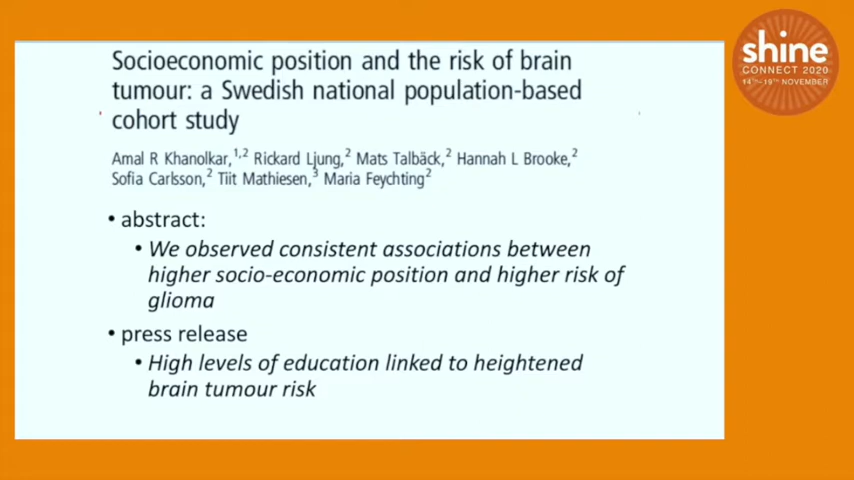 Socioeconomic position and the risk of brain
tumour: a Swedish national population-based
cohort study
Amal R Khanolkar,1,2 Rickard Ljung,2 Mats Talbäck,2 Hannah L Brooke,2
Sofia Carlsson,2 Tiit Mathiesen,3 Maria Feychting2
• abstract:
• We observed consistent associations between
higher socio-economic position and higher risk of
glioma
• press release
• High levels of education linked to heightened
brain tumour risk
shine
CONNECT 2020
14TH-19TH NOVEMBER